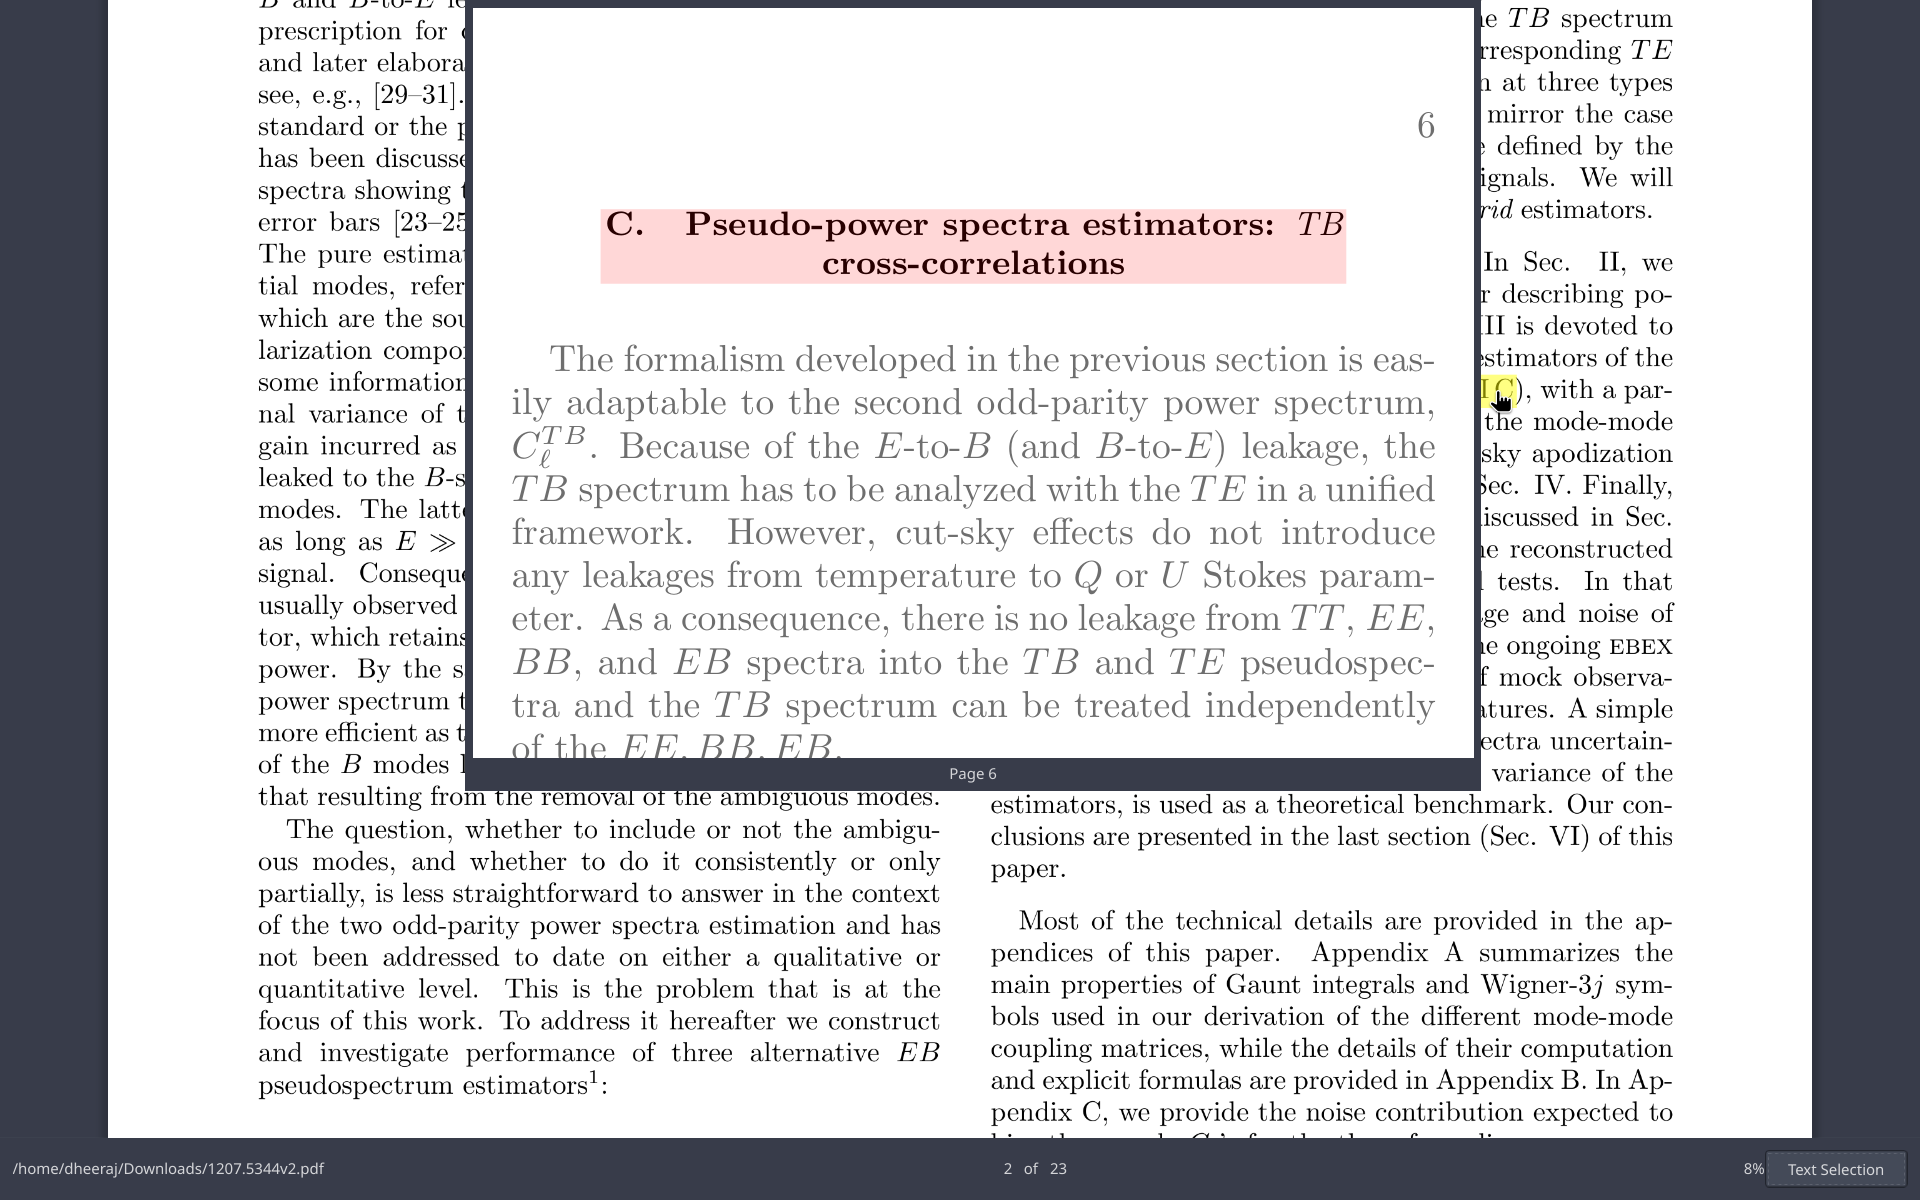 B and B-to-E le
prescription for
and later elabora
see, e.g., [29–31].
standard or the p
has been discusse
spectra showing
error bars [23–25
The pure estima
tial modes, refer
which are the sou
larization compo
some information
nal variance of t
gain incurred as
leaked to the B-s
modes. The latte
as long as E ≫
signal. Conseque
usually observed
tor, which retains
power. By the s
power spectrum t
more efficient as t
of the B modes
that resulting from the removal of the ambiguous modes.
The question, whether to include or not the ambigu-
ous modes, and whether to do it consistently or only
partially, is less straightforward to answer in the context
of the two odd-parity power spectra estimation and has
not been addressed to date on either a qualitative or
quantitative level. This is the problem that is at the
focus of this work. To address it hereafter we construct
and investigate performance of three alternative EB
pseudospectrum estimators¹:
6
C. Pseudo-power spectra estimators: TB
cross-correlations
The formalism developed in the previous section is eas-
ily adaptable to the second odd-parity power spectrum,
C_ℓ^{TB}. Because of the E-to-B (and B-to-E) leakage, the
TB spectrum has to be analyzed with the TE in a unified
framework. However, cut-sky effects do not introduce
any leakages from temperature to Q or U Stokes param-
eter. As a consequence, there is no leakage from TT, EE,
BB, and EB spectra into the TB and TE pseudospec-
tra and the TB spectrum can be treated independently
of the EE, BB, EB.
Page 6
e TB spectrum
rresponding TE
n at three types
mirror the case
e defined by the
ignals. We will
rid estimators.
In Sec. II, we
r describing po-
III is devoted to
estimators of the
I C), with a par-
the mode-mode
sky apodization
Sec. IV. Finally,
iscussed in Sec.
ne reconstructed
l tests. In that
ge and noise of
ne ongoing EBEX
f mock observa-
atures. A simple
ectra uncertain-
variance of the
estimators, is used as a theoretical benchmark. Our con-
clusions are presented in the last section (Sec. VI) of this
paper.
Most of the technical details are provided in the ap-
pendices of this paper. Appendix A summarizes the
main properties of Gaunt integrals and Wigner-3j sym-
bols used in our derivation of the different mode-mode
coupling matrices, while the details of their computation
and explicit formulas are provided in Appendix B. In Ap-
pendix C, we provide the noise contribution expected to
/home/dheeraj/Downloads/1207.5344v2.pdf
2 of 23
8%
Text Selection